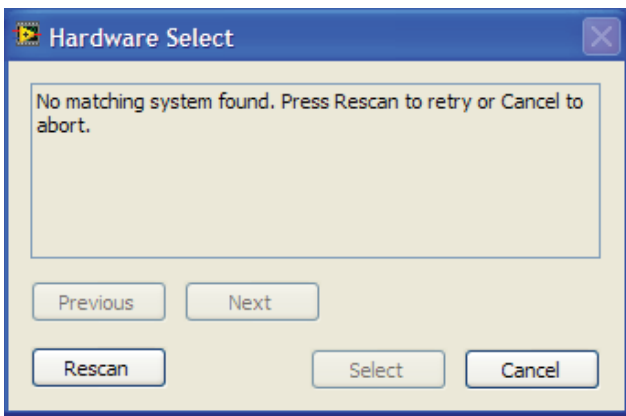 Hardware Select
No matching system found. Press Rescan to retry or Cancel to
abort.
Previous
Next
Rescan
Select
Cancel